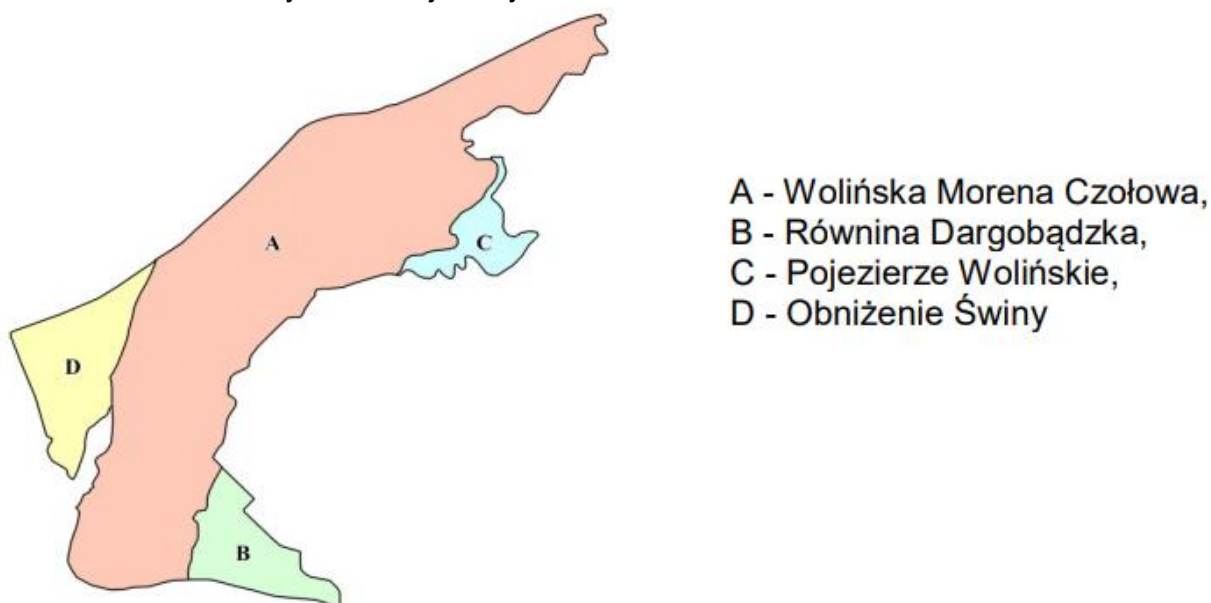 A
C
D
B
A - Wolińska Morena Czołowa,
B - Równina Dargobądzka,
C - Pojezierze Wolińskie,
D - Obniżenie Świny